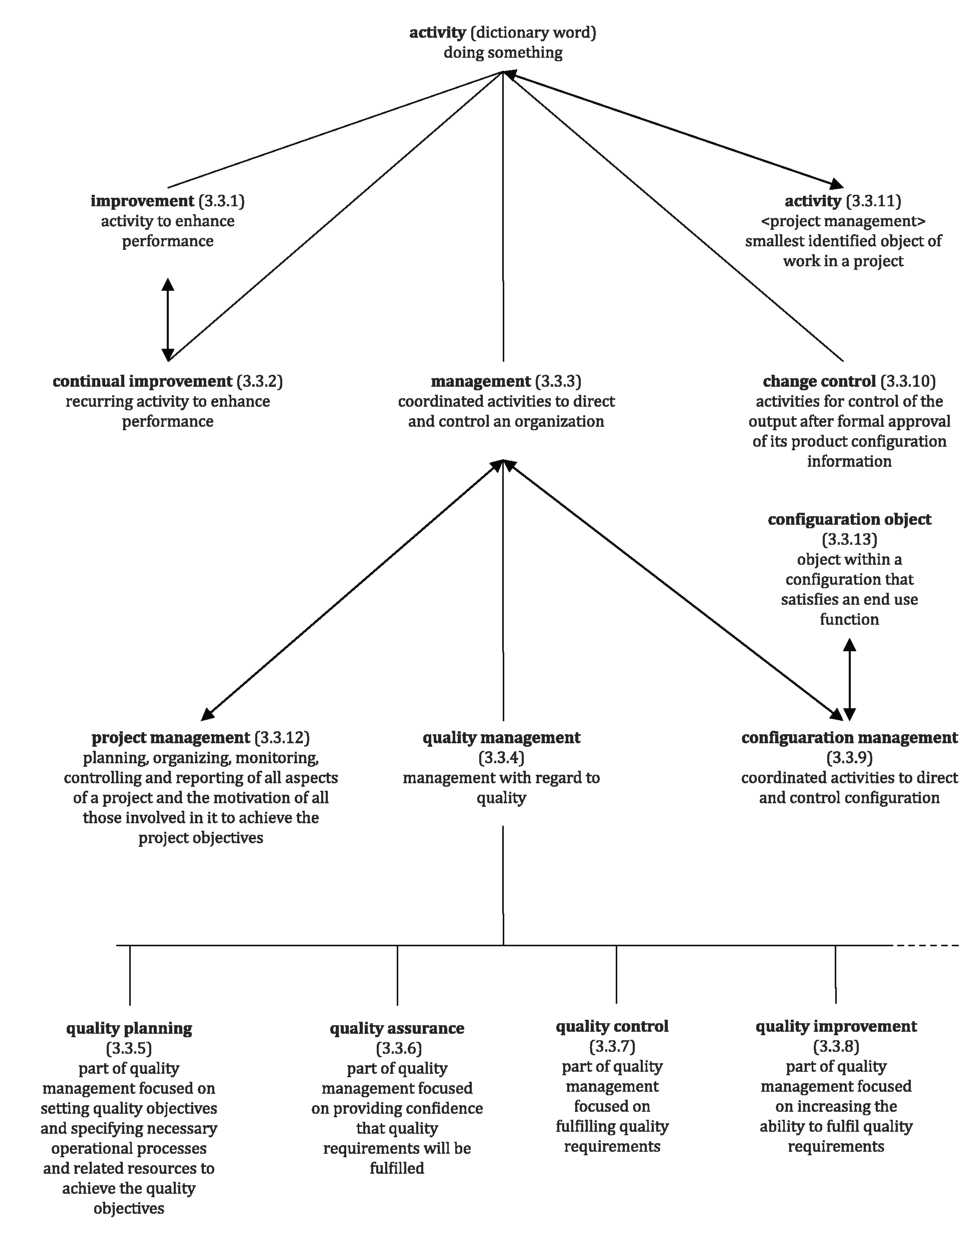 activity (dictionary word)
doing something
improvement (3.3.1)
activity to enhance
performance
activity (3.3.11)
<project management>
smallest identified object of
work in a project
continual improvement (3.3.2)
recurring activity to enhance
performance
management (3.3.3)
coordinated activities to direct
and control an organization
change control (3.3.10)
activities for control of the
output after formal approval
of its product configuration
information
configuaration object
(3.3.13)
object within a
configuration that
satisfies an end use
function
project management (3.3.12)
planning, organizing, monitoring,
controlling and reporting of all aspects
of a project and the motivation of all
those involved in it to achieve the
project objectives
quality management
(3.3.4)
management with regard to
quality
configuaration management
(3.3.9)
coordinated activities to direct
and control configuration
quality planning
(3.3.5)
part of quality
management focused on
setting quality objectives
and specifying necessary
operational processes
and related resources to
achieve the quality
objectives
quality assurance
(3.3.6)
part of quality
management focused
on providing confidence
that quality
requirements will be
fulfilled
quality control
(3.3.7)
part of quality
management
focused on
fulfilling quality
requirements
quality improvement
(3.3.8)
part of quality
management focused
on increasing the
ability to fulfil quality
requirements